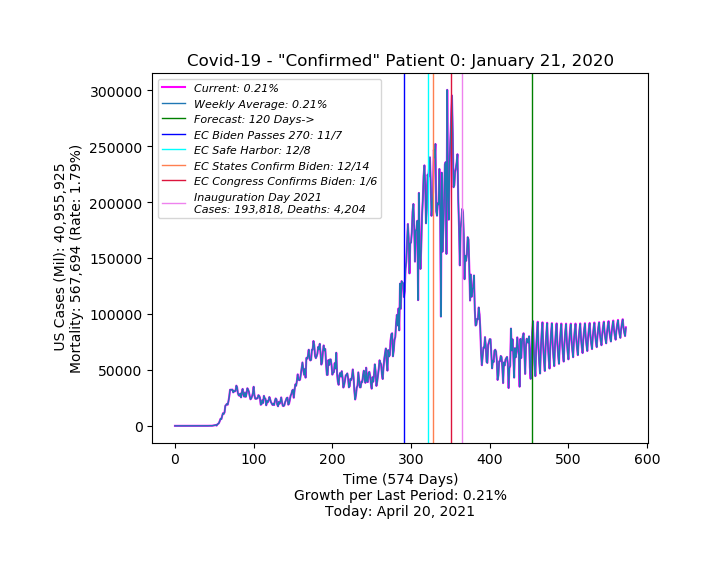 Covid-19 - "Confirmed" Patient 0: January 21, 2020
300000
250000
200000
150000
100000
50000
0
US Cases (Mil): 40,955,925
Mortality: 567,694 (Rate: 1.79%)
Current: 0.21%
Weekly Average: 0.21%
Forecast: 120 Days->
EC Biden Passes 270: 11/7
EC Safe Harbor: 12/8
EC States Confirm Biden: 12/14
EC Congress Confirms Biden: 1/6
Inauguration Day 2021
Cases: 193,818, Deaths: 4,204
0 100 200 300 400 500 600
Time (574 Days)
Growth per Last Period: 0.21%
Today: April 20, 2021